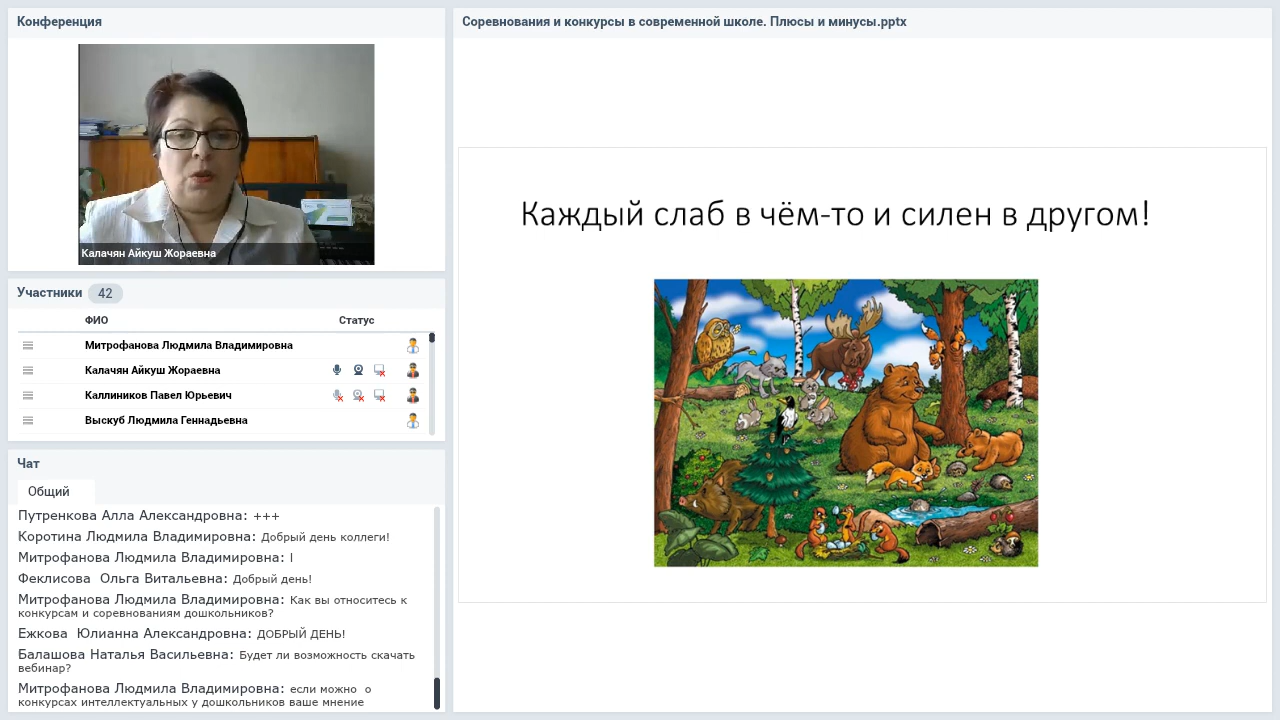 Конференция
Калачян Айкуш Жораевна
Участники 42
ФИО Статус
Митрофанова Людмила Владимировна
Калачян Айкуш Жораевна
Каллиников Павел Юрьевич
Выскуб Людмила Геннадьевна
Чат
Общий
Путренкова Алла Александровна: +++
Коротина Людмила Владимировна: Добрый день коллеги!
Митрофанова Людмила Владимировна: l
Феклисова Ольга Витальевна: Добрый день!
Митрофанова Людмила Владимировна: Как вы относитесь к
конкурсам и соревнованиям дошкольников?
Ежкова Юлианна Александровна: ДОБРЫЙ ДЕНЬ!
Балашова Наталья Васильевна: Будет ли возможность скачать
вебинар?
Митрофанова Людмила Владимировна: если можно о
конкурсах интеллектуальных у дошкольников ваше мнение
Соревнования и конкурсы в современной школе. Плюсы и минусы.pptx
Каждый слаб в чём-то и силен в другом!